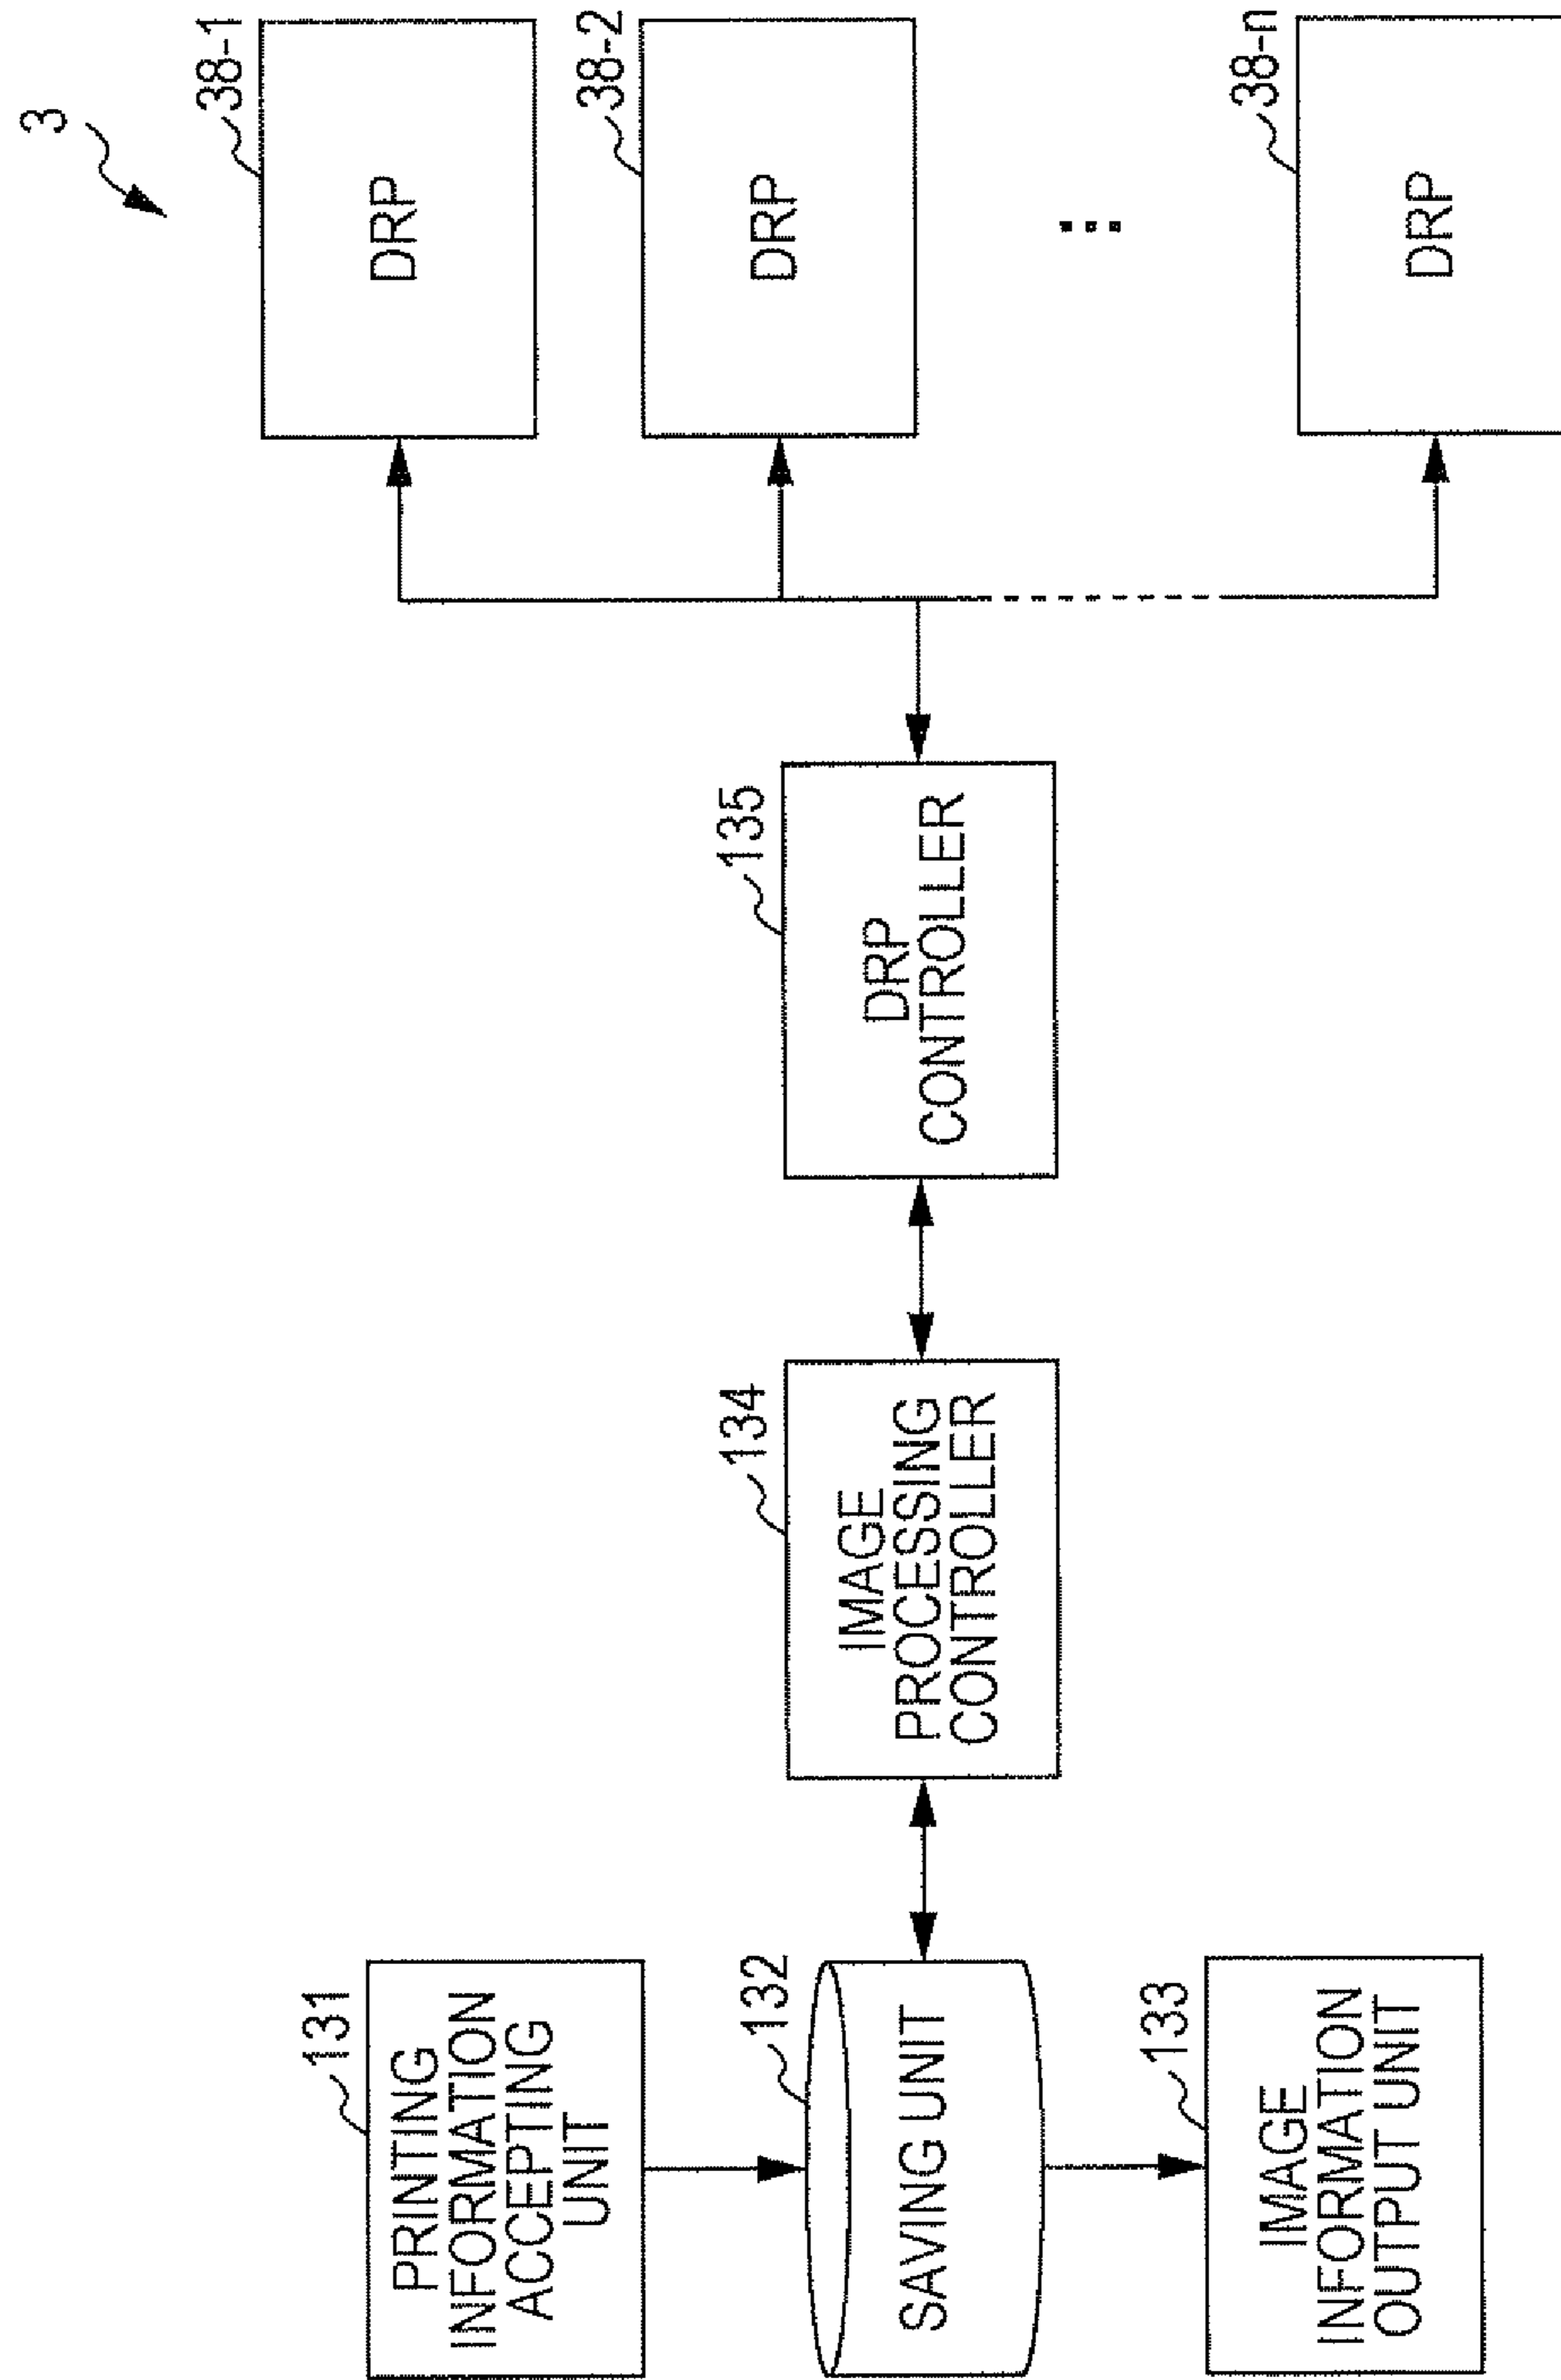 3
131
PRINTING
INFORMATION
ACCEPTING
UNIT
132
SAVING UNIT
133
IMAGE
INFORMATION
OUTPUT UNIT
134
IMAGE
PROCESSING
CONTROLLER
135
DRP
CONTROLLER
38-1
DRP
38-2
DRP
...
38-n
DRP